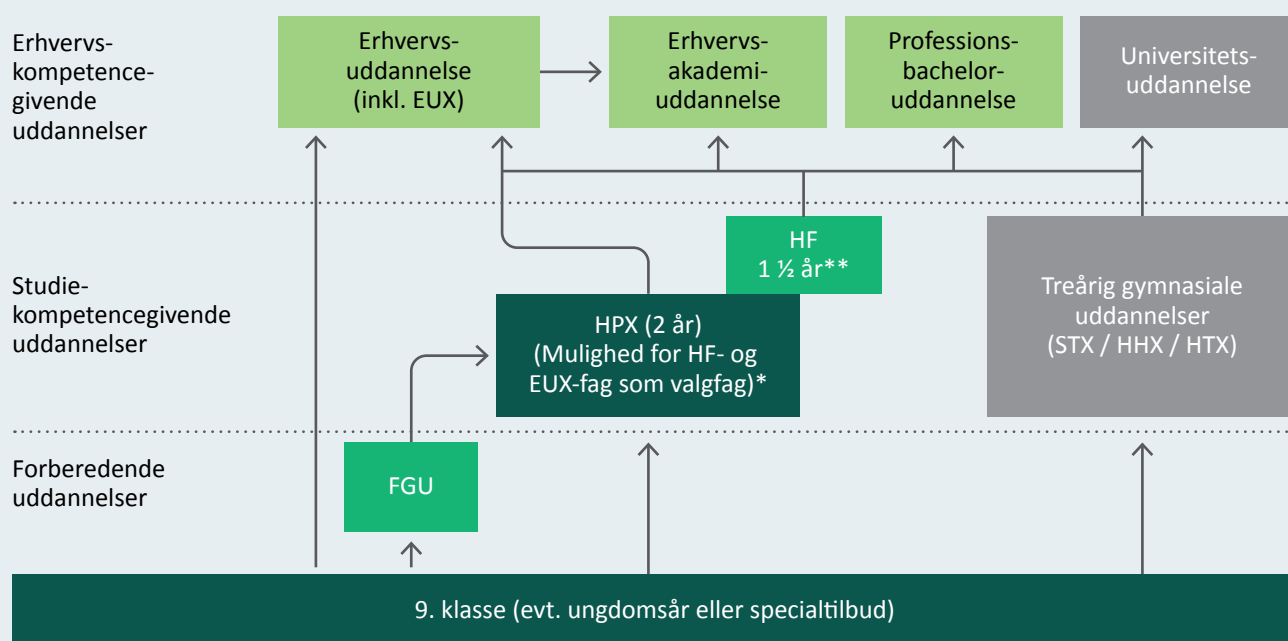 Erhvervs-
kompetence-
givende
uddannelser
Erhvervs-
uddannelse
(inkl. EUX)
Erhvervs-
akademi-
uddannelse
Professions-
bachelor-
uddannelse
Universitets-
uddannelse
Studie-
kompetencegivende
uddannelser
HF
1 ½ år**
HPX (2 år)
(Mulighed for HF- og
EUX-fag som valgfag)*
Treårig gymnasiale
uddannelser
(STX / HHX / HTX)
Forberedende
uddannelser
FGU
9. klasse (evt. ungdomsår eller specialtilbud)